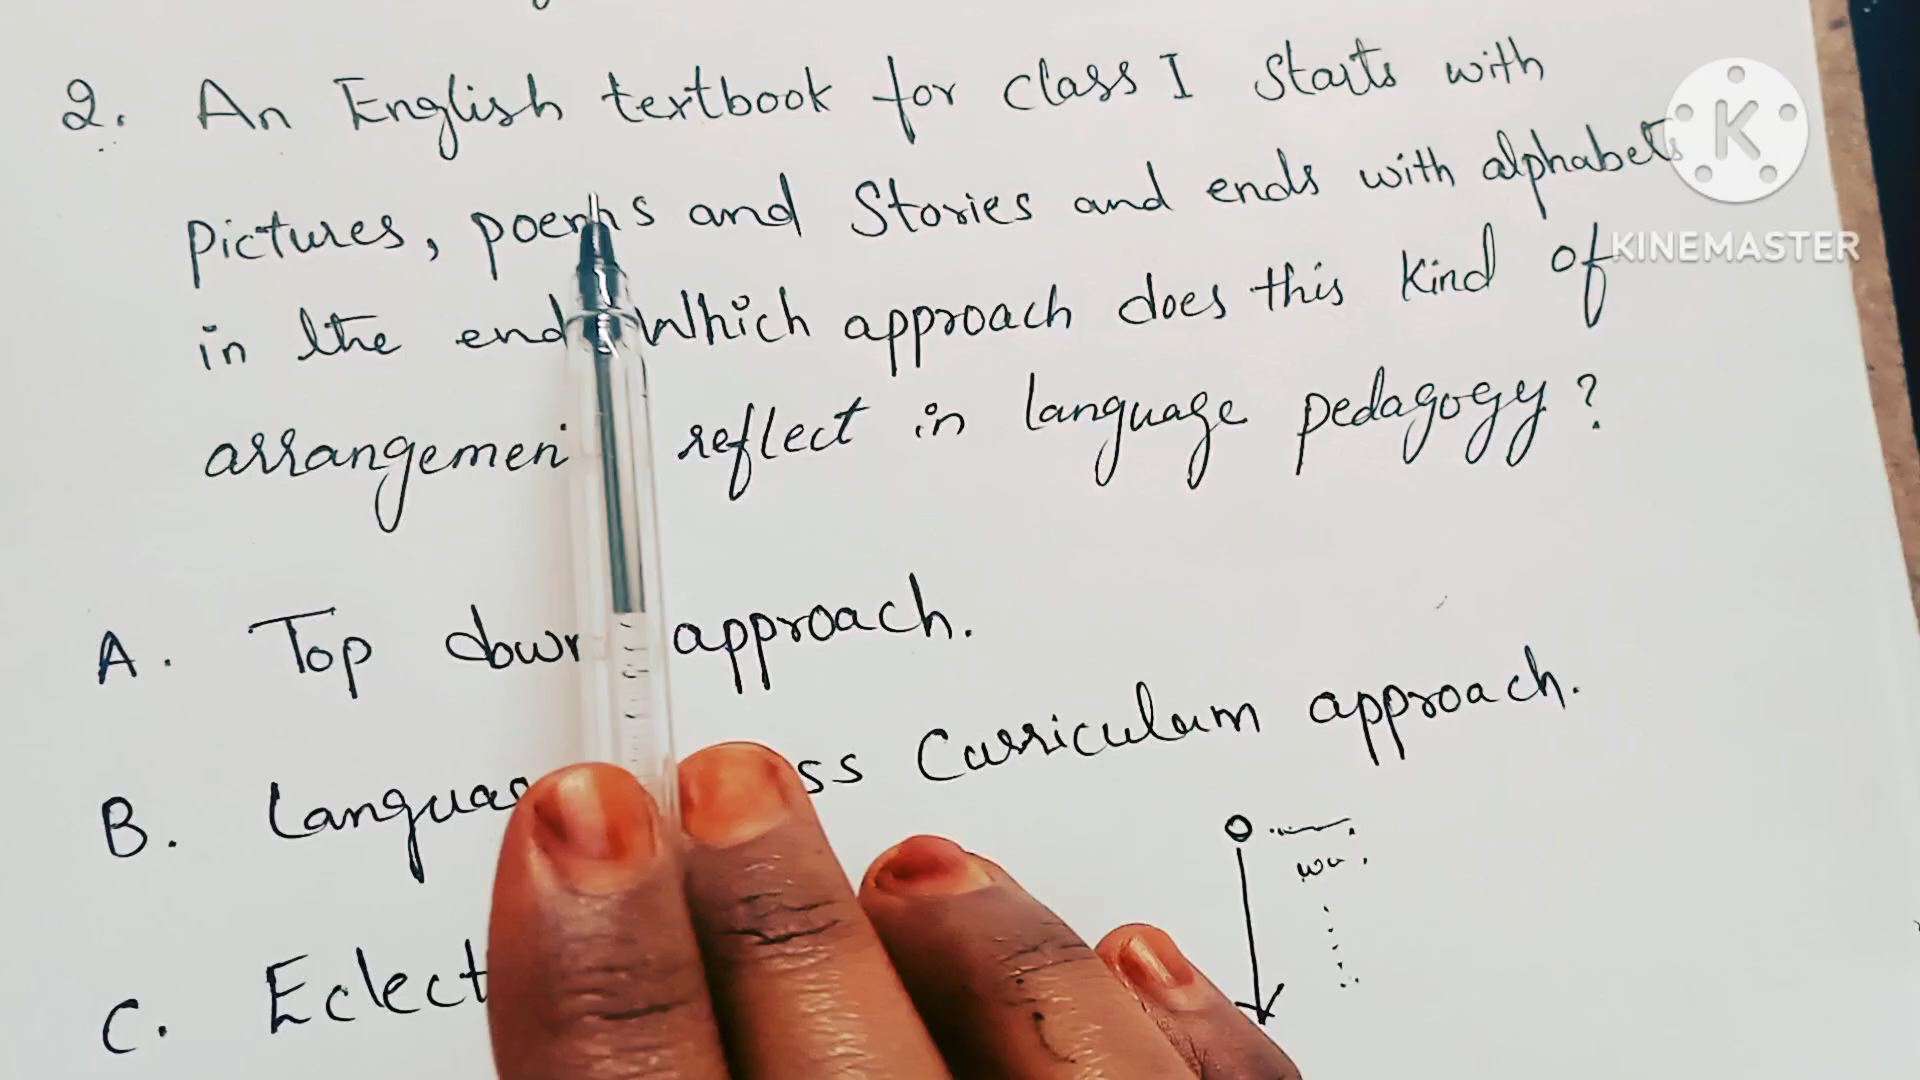 2. An English textbook for class I starts with
pictures, poems and stories and ends with alphabets
in the end. Which approach does this kind of
arrangemen reflect in language pedagogy?
A. Top down approach.
B. Languag ss Curriculum approach.
C. Eclect
K
KINEMASTER